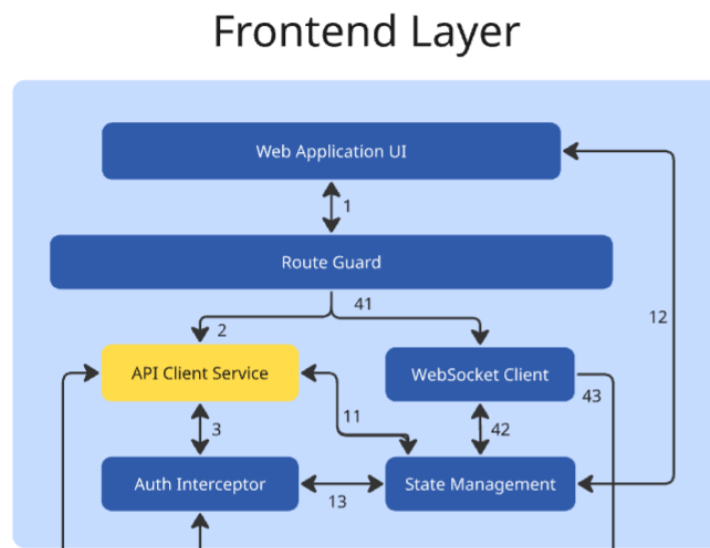 Frontend Layer
Web Application UI
1
Route Guard
41
12
2
API Client Service
WebSocket Client
43
11
3
42
Auth Interceptor
State Management
13